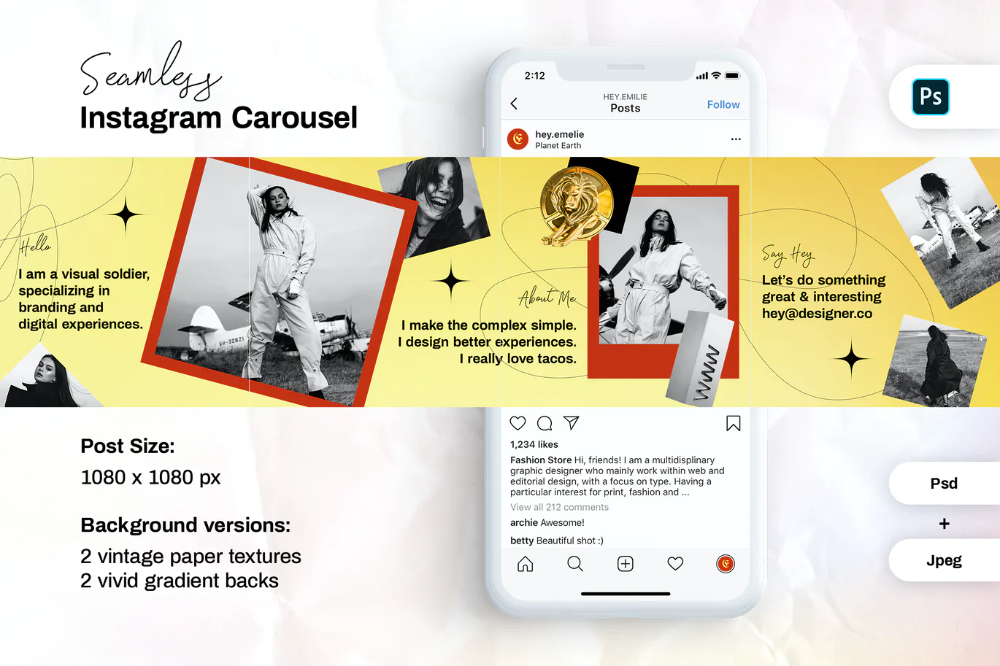 Seamless
Instagram Carousel
Ps
2:12
HEY.EMILIE
Posts
Follow
hey.emelie
Planet Earth
Hello
I am a visual soldier,
specializing in
branding and
digital experiences.
About Me
I make the complex simple.
I design better experiences.
I really love tacos.
Say Hey
Let's do something
great & interesting
hey@designer.co
1,234 likes
Fashion Store Hi, friends! I am a multidisplinary
graphic designer who mainly work within web and
editorial design, with a focus on type. Having a
particular interest for print, fashion and ...
View all 212 comments
archie Awesome!
betty Beautiful shot :)
Post Size:
1080 x 1080 px
Background versions:
2 vintage paper textures
2 vivid gradient backs
Psd
+
Jpeg